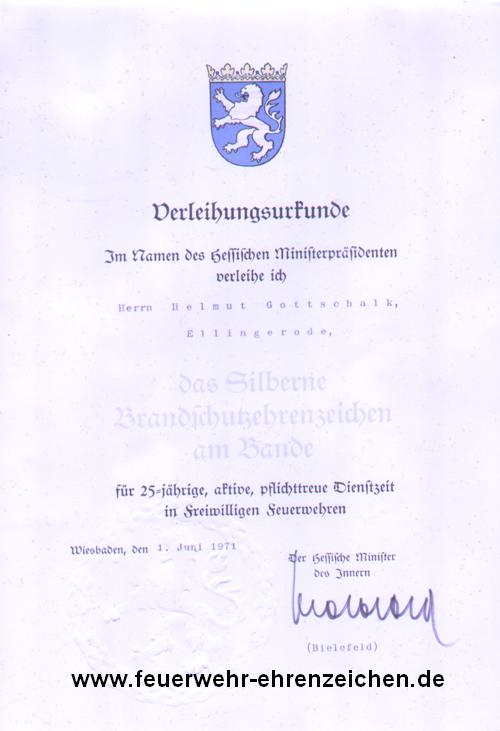 Verleihungsurkunde
Im Namen des Hessischen Ministerpräsidenten
verleihe ich
Herrn Helmut Gottschalk,
Ellingerode,
das Silberne
Brandschutzehrenzeichen
am Bande
für 25=jährige, aktive, pflichttreue Dienstzeit
in Freiwilligen Feuerwehren
Wiesbaden, den 1. Juni 1971
Der Hessische Minister
des Innern
(Bielefeld)
www.feuerwehr-ehrenzeichen.de